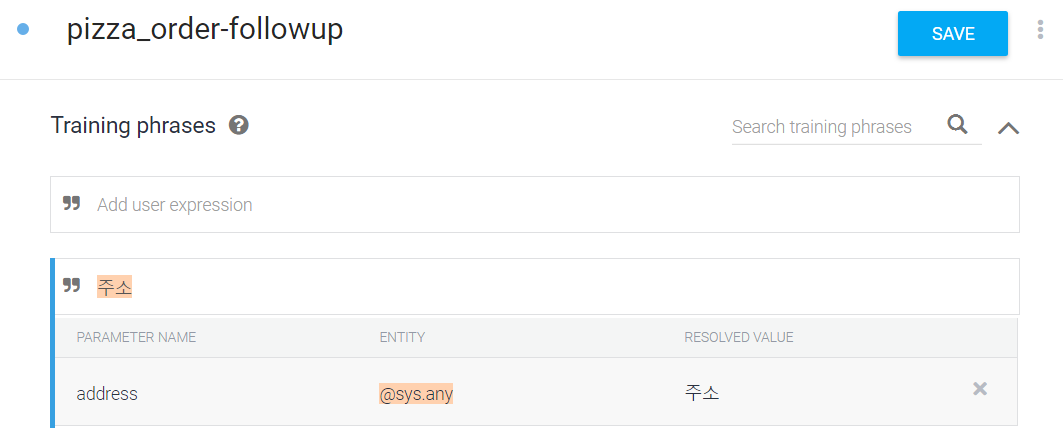 pizza_order-followup
SAVE
Training phrases
Search training phrases
Add user expression
주소
PARAMETER NAME ENTITY RESOLVED VALUE
address @sys.any 주소